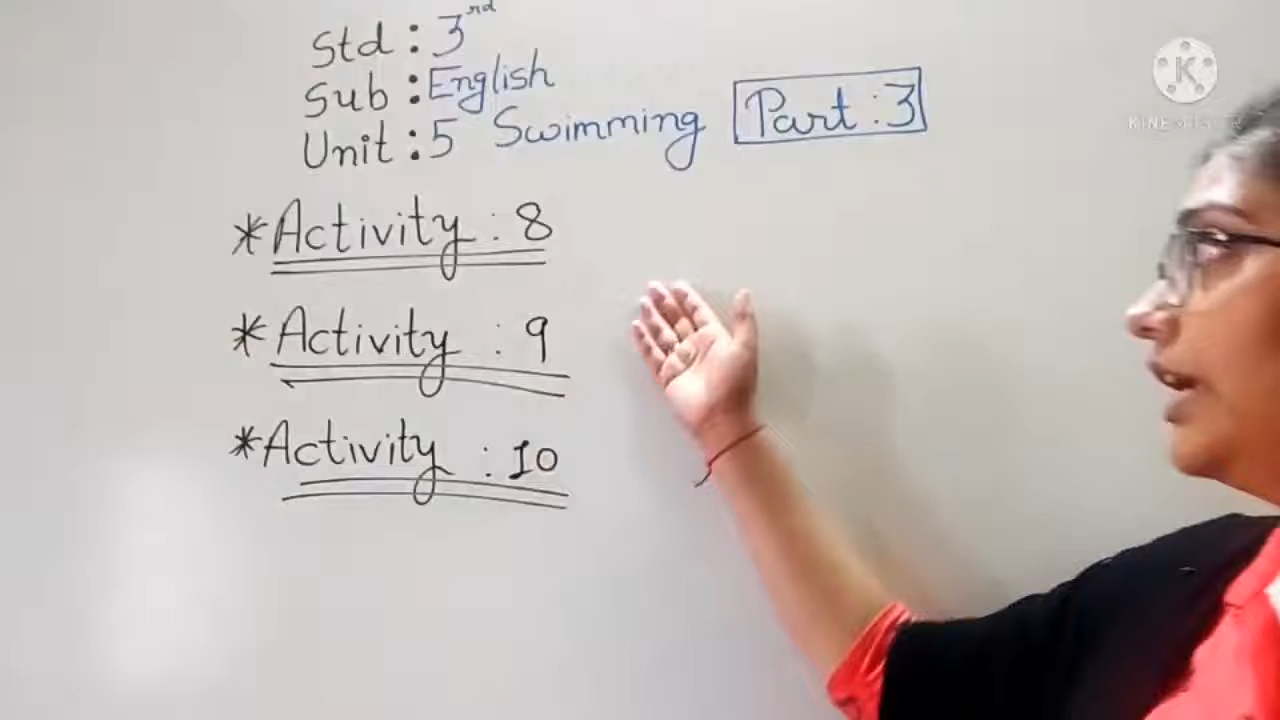 Std : 3rd
Sub : English
Unit : 5 Swimming Part : 3
* Activity : 8
* Activity : 9
* Activity : 10
K